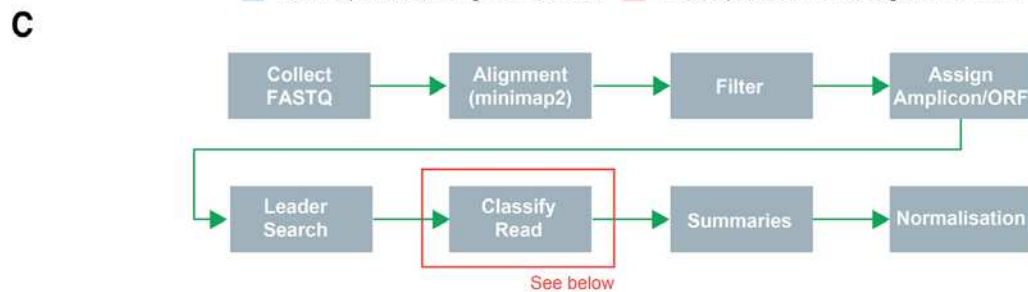 C
Collect
FASTQ
Alignment
(minimap2)
Filter
Assign
Amplicon/ORF
Leader
Search
Classify
Read
Summaries
Normalisation
See below